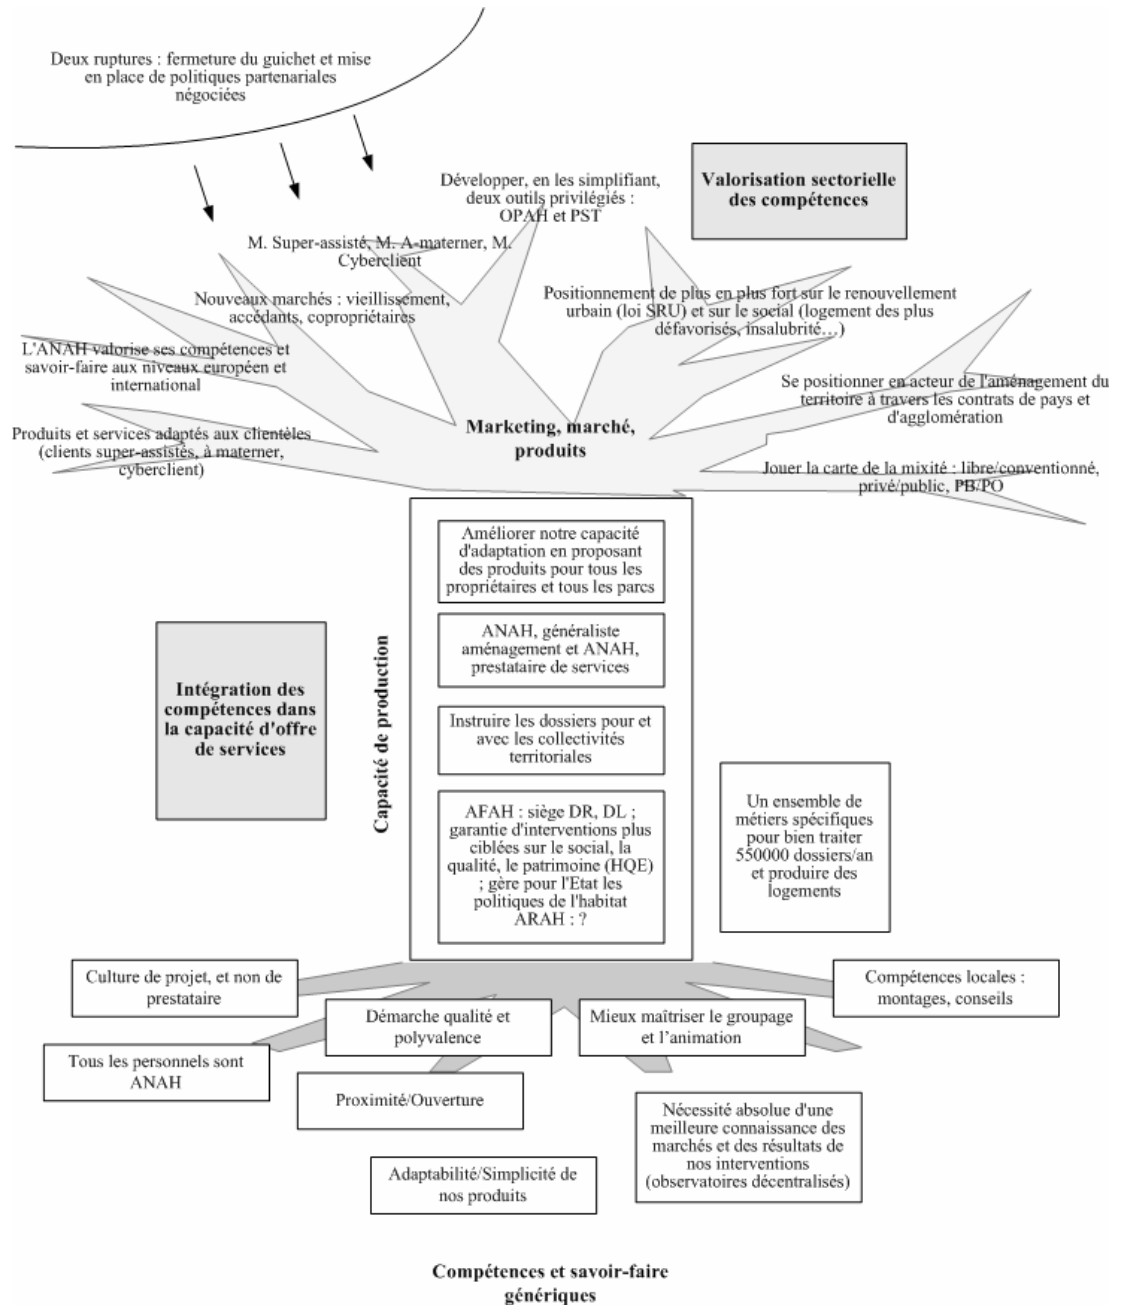 Deux ruptures : fermeture du guichet et mise
en place de politiques partenariales
négociées
Développer, en les simplifiant,
deux outils privilégiés :
OPAH et PST
Valorisation sectorielle
des compétences
M. Super-assisté, M. A-materner, M.
Cyberclient
Nouveaux marchés : vieillissement,
accédants, copropriétaires
Positionnement de plus en plus fort sur le renouvellement
urbain (loi SRU) et sur le social (logement des plus
défavorisés, insalubrité…)
L'ANAH valorise ses compétences et
savoir-faire aux niveaux européen et
international
Se positionner en acteur de l'aménagement du
territoire à travers les contrats de pays et
d'agglomération
Produits et services adaptés aux clientèles
(clients super-assistés, à materner,
cyberclient)
Marketing, marché,
produits
Jouer la carte de la mixité : libre/conventionné,
privé/public, PB/PO
Améliorer notre capacité
d'adaptation en proposant
des produits pour tous les
propriétaires et tous les parcs
ANAH, généraliste
aménagement et ANAH,
prestataire de services
Intégration des
compétences dans
la capacité d'offre
de services
Capacité de production
Instruire les dossiers pour et
avec les collectivités
territoriales
AFAH : siège DR, DL ;
garantie d'interventions plus
ciblées sur le social, la
qualité, le patrimoine (HQE)
; gère pour l'Etat les
politiques de l'habitat
ARAH : ?
Un ensemble de
métiers spécifiques
pour bien traiter
550000 dossiers/an
et produire des
logements
Culture de projet, et non de
prestataire
Compétences locales :
montages, conseils
Démarche qualité et
polyvalence
Mieux maîtriser le groupage
et l'animation
Tous les personnels sont
ANAH
Proximité/Ouverture
Nécessité absolue d'une
meilleure connaissance des
marchés et des résultats de
nos interventions
(observatoires décentralisés)
Adaptabilité/Simplicité de
nos produits
Compétences et savoir-faire
génériques